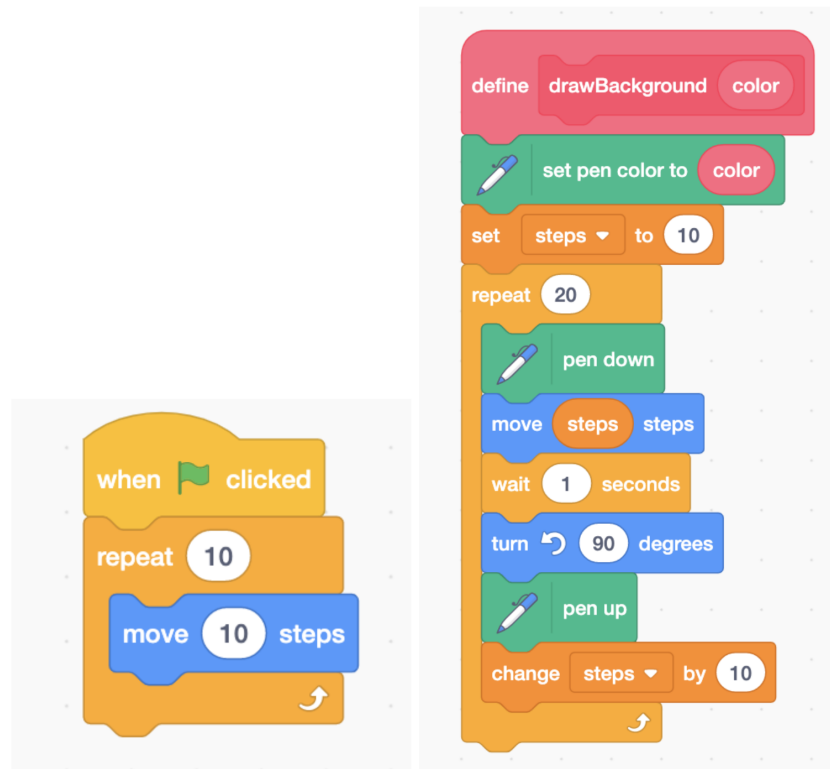 when clicked
repeat 10
move 10 steps
define drawBackground color
set pen color to color
set steps to 10
repeat 20
pen down
move steps steps
wait 1 seconds
turn 90 degrees
pen up
change steps by 10